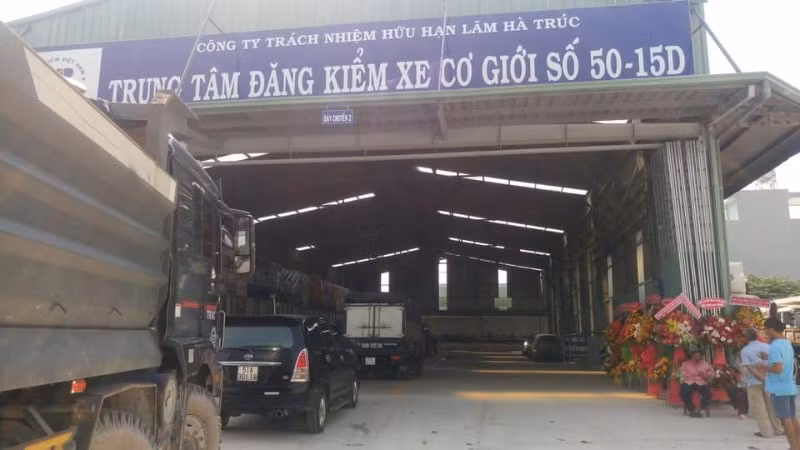 CÔNG TY TRÁCH NHIỆM HỮU HẠN LÂM HÀ TRÚC
TRUNG TÂM ĐĂNG KIỂM XE CƠ GIỚI SỐ 50-15D
DÂY CHUYỀN 2
51A